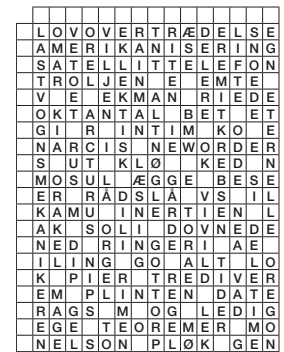 LOVOVERTRÆDELSE
AMERIKANISERING
SATELLITTELEFON
TROLJEN E EMTE
V E EKMAN RIEDE
OKTANTAL BET ET
GI R INTIM KO E
NARCIS NEWORDER
S UT KLØ KED N
MOSUL ÆGGE BESE
ER RÅDSLÅ VS IL
KAMU INERTIEN L
AK SOLI DOVNEDE
NED RINGERI AE
ILING GO ALT LO
K PIER TREDIVER
EM PLINTEN DATE
RAGS M OG LEDIG
EGE TEOREMER MO
NELSON PLØK GEN